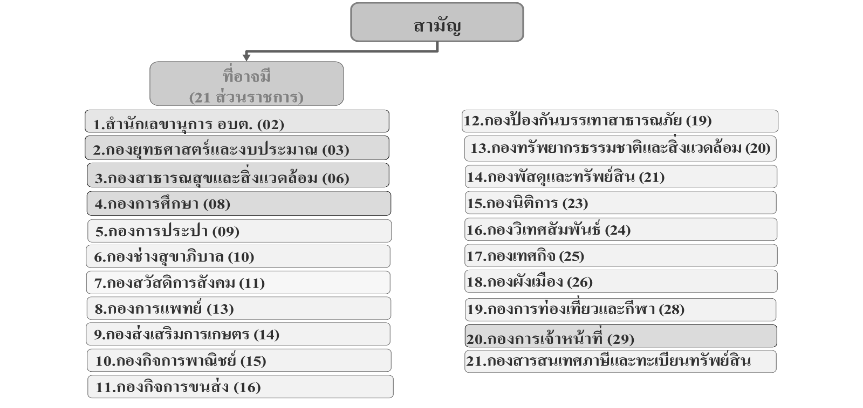 สามัญ
ที่อาจมี
(21 ส่วนราชการ)
1.สำนักเลขานุการ อบต. (02)
2.กองยุทธศาสตร์และงบประมาณ (03)
3.กองสาธารณสุขและสิ่งแวดล้อม (06)
4.กองการศึกษา (08)
5.กองการประปา (09)
6.กองช่างสุขาภิบาล (10)
7.กองสวัสดิการสังคม (11)
8.กองการแพทย์ (13)
9.กองส่งเสริมการเกษตร (14)
10.กองกิจการพาณิชย์ (15)
11.กองกิจการขนส่ง (16)
12.กองป้องกันบรรเทาสาธารณภัย (19)
13.กองทรัพยากรธรรมชาติและสิ่งแวดล้อม (20)
14.กองพัสดุและทรัพย์สิน (21)
15.กองนิติการ (23)
16.กองวิเทศสัมพันธ์ (24)
17.กองเทศกิจ (25)
18.กองผังเมือง (26)
19.กองการท่องเที่ยวและกีฬา (28)
20.กองการเจ้าหน้าที่ (29)
21.กองสารสนเทศภาษีและทะเบียนทรัพย์สิน